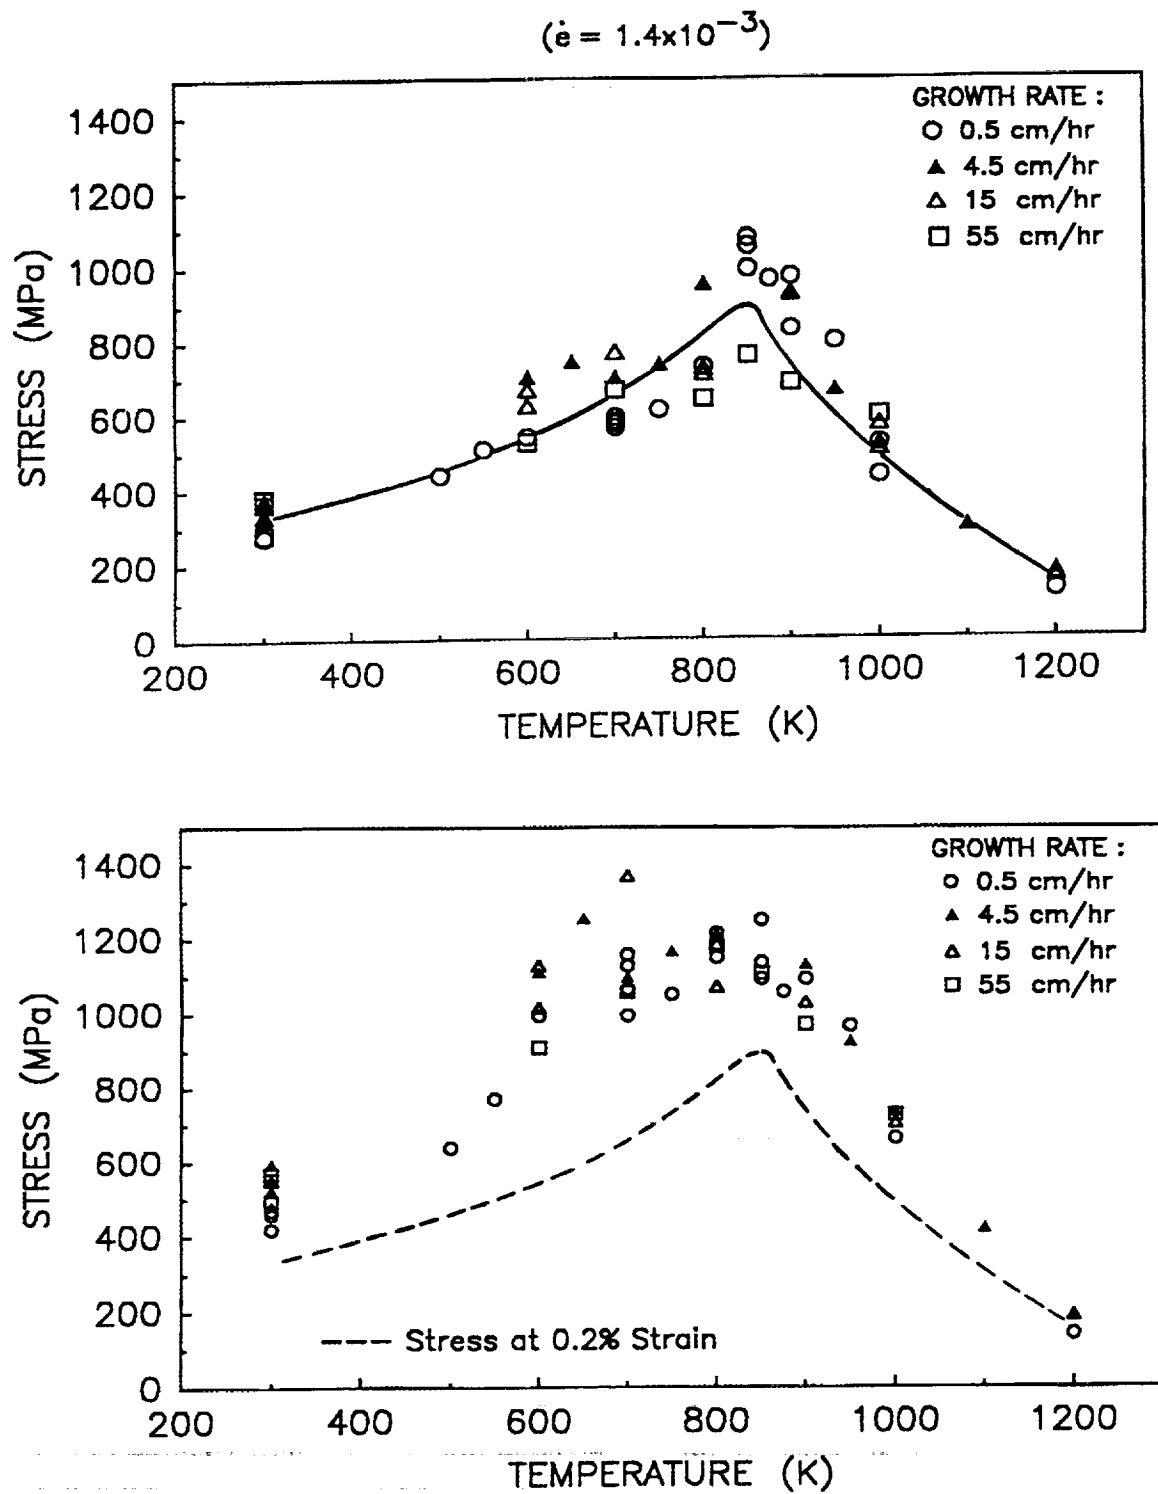 (ė = 1.4x10⁻³)
GROWTH RATE :
0.5 cm/hr
4.5 cm/hr
15 cm/hr
55 cm/hr
1400
1200
1000
800
600
400
200
0
STRESS (MPa)
200 400 600 800 1000 1200
TEMPERATURE (K)
GROWTH RATE :
0.5 cm/hr
4.5 cm/hr
15 cm/hr
55 cm/hr
1400
1200
1000
800
600
400
200
0
STRESS (MPa)
Stress at 0.2% Strain
200 400 600 800 1000 1200
TEMPERATURE (K)